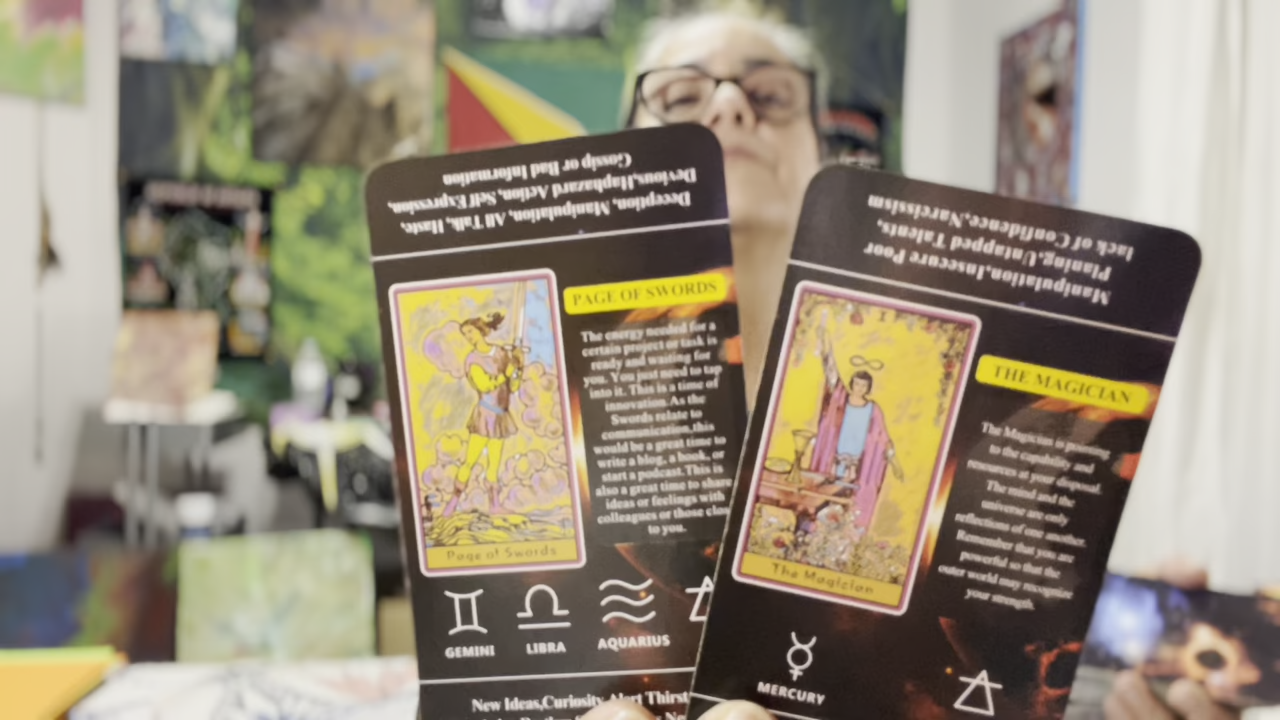 Deception, Manipulation, All Talk, Haste,
Devious,Haphazard Action, Self Expression,
Gossip or Bad Information
PAGE OF SWORDS
The energy needed for a
certain project or task is
ready and waiting for
you. You just need to tap
into it. This is a time of
innovation. As the
Swords relate to
communication,this
would be a great time to
write a blog, a book, or
start a podcast.This is
also a great time to share
ideas or feelings with
colleagues or those clos
to you.
Page of Swords
GEMINI
LIBRA
AQUARIUS
New Ideas,Curiosity, Alert Thirst
Manipulation,Insecure Poor
Planing,Untapped Talents,
lack of Confidence,Narcissism
I
THE MAGICIAN
The Magician is pointing
to the capability and
resources at your disposal.
The mind and the
universe are only
reflections of one another.
Remember that you are
powerful so that the
outer world may recognize
your strength.
The Magician
MERCURY